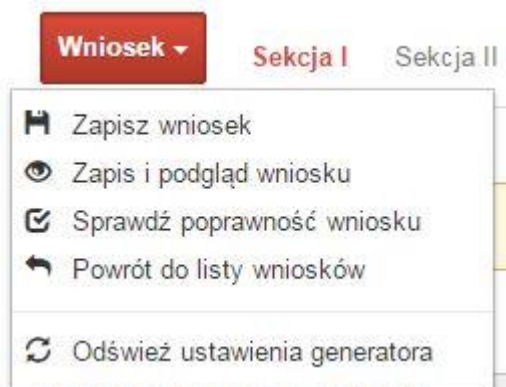 Wniosek Sekcja I Sekcja II
Zapisz wniosek
Zapis i podgląd wniosku
Sprawdź poprawność wniosku
Powrót do listy wniosków
Odśwież ustawienia generatora